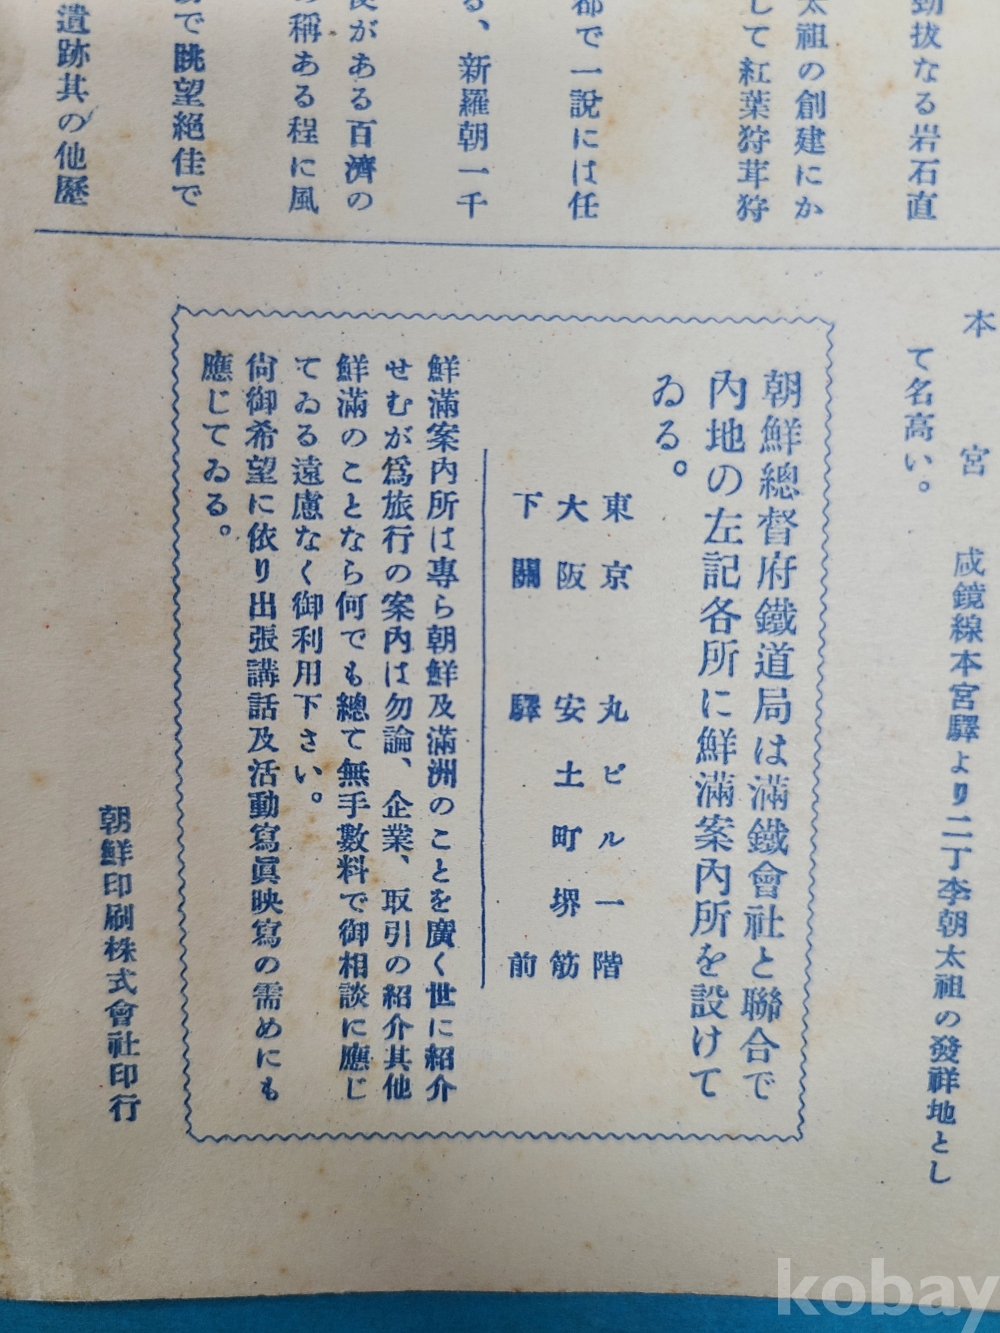 勁抜なる岩石直
太祖の創建にか
して紅葉狩茸狩
都で一説には任
る、新羅朝一千
がある百濟の
稱ある程に風
で眺望絶佳で
遺跡其の他歷
本宮　咸鏡線本宮驛より二丁李朝太祖の發祥地とし
て名高い。
朝鮮總督府鐵道局は滿鐵會社と聯合で
內地の左記各所に鮮滿案內所を設けて
ゐる。
東京　丸ビル一階
大阪　安土町堺筋
下關　驛前
鮮滿案內所は專ら朝鮮及滿洲のことを廣く世に紹介
せむが爲旅行の案內は勿論、企業、取引の紹介其他
鮮滿のことなら何でも總て無手數料で御相談に應じ
てゐる遠慮なく御利用下さい。
尙御希望に依り出張講話及活動寫眞映寫の需めにも
應じてゐる。
朝鮮印刷株式會社印行
kobay